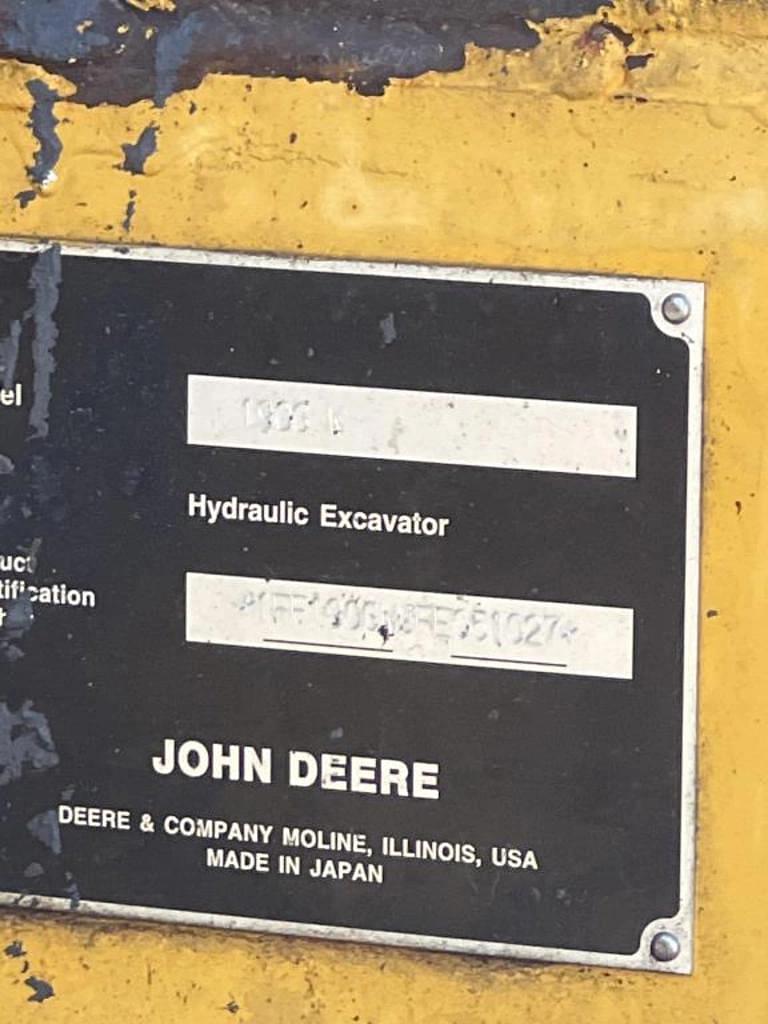 el
Hydraulic Excavator
uct
tification
JOHN DEERE
DEERE & COMPANY MOLINE, ILLINOIS, USA
MADE IN JAPAN